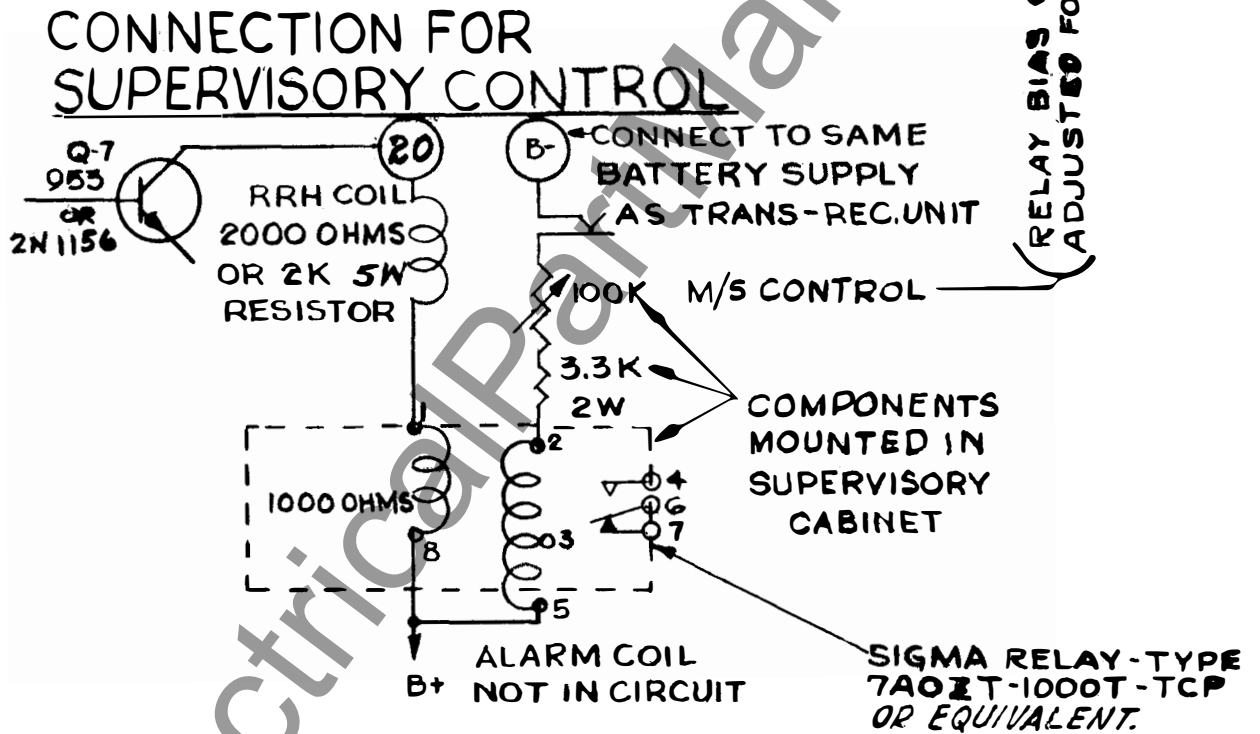 CONNECTION FOR
SUPERVISORY CONTROL
20
B-
CONNECT TO SAME
BATTERY SUPPLY
AS TRANS-REC.UNIT
Q-7
953
OR
2N1156
RRH COIL
2000 OHMS
OR 2K 5W
RESISTOR
100K
M/S CONTROL
RELAY BIAS
ADJUSTED
3.3K
2W
COMPONENTS
MOUNTED IN
SUPERVISORY
CABINET
1
2
1000 OHMS
4
6
7
3
8
5
B+
ALARM COIL
NOT IN CIRCUIT
SIGMA RELAY-TYPE
7AOZT-1000T-TCP
OR EQUIVALENT.